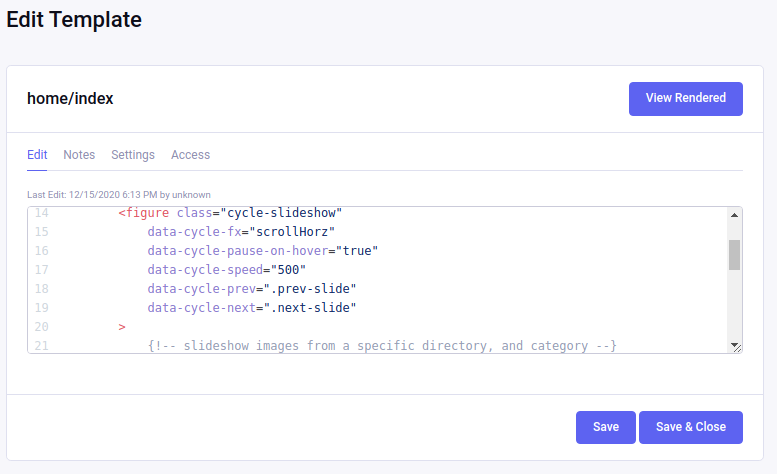 Edit Template
home/index
View Rendered
Edit Notes Settings Access
Last Edit: 12/15/2020 6:13 PM by unknown
14 <figure class="cycle-slideshow"
15 data-cycle-fx="scrollHorz"
16 data-cycle-pause-on-hover="true"
17 data-cycle-speed="500"
18 data-cycle-prev=".prev-slide"
19 data-cycle-next=".next-slide"
20 >
21 {!-- slideshow images from a specific directory, and category --}
Save Save & Close